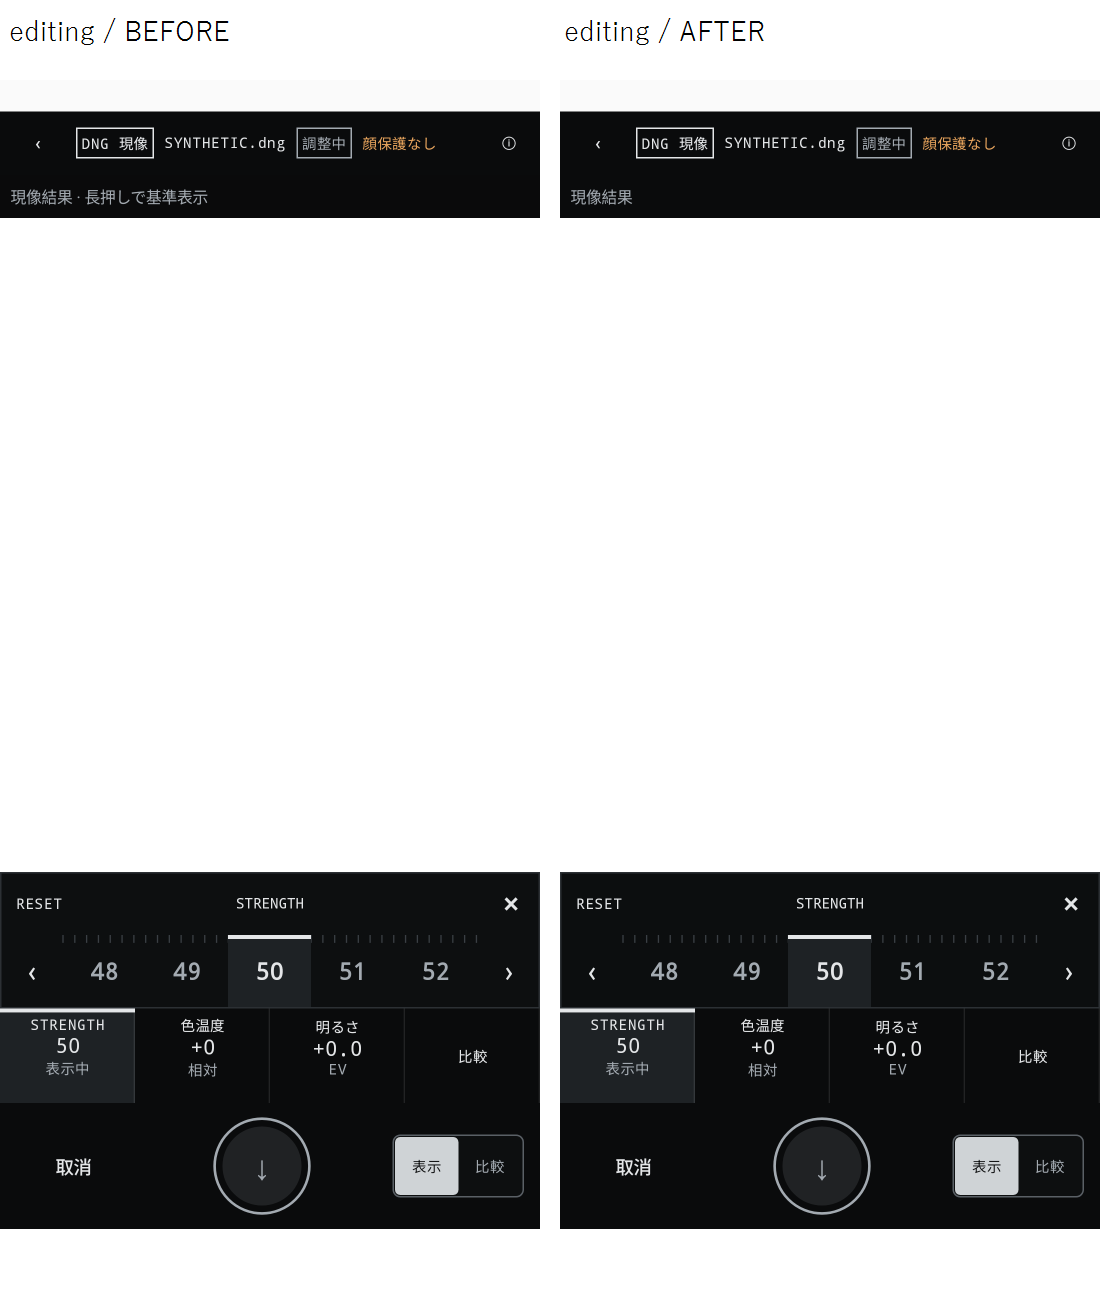 editing / BEFORE
‹ DNG 現像 SYNTHETIC.dng 調整中 顔保護なし ⓘ
現像結果 · 長押しで基準表示
RESET STRENGTH ×
‹ 48 49 50 51 52 ›
STRENGTH 色温度 明るさ
50 +0 +0.0 比較
表示中 相対 EV
取消 ↓ 表示 比較
editing / AFTER
‹ DNG 現像 SYNTHETIC.dng 調整中 顔保護なし ⓘ
現像結果
RESET STRENGTH ×
‹ 48 49 50 51 52 ›
STRENGTH 色温度 明るさ
50 +0 +0.0 比較
表示中 相対 EV
取消 ↓ 表示 比較